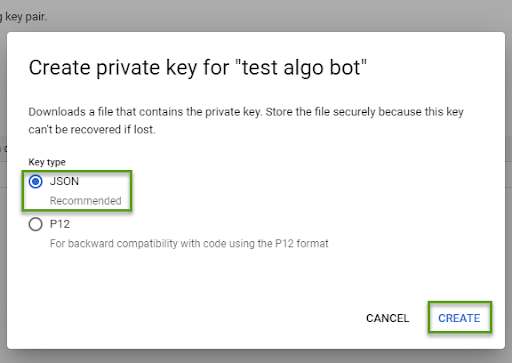 key pair.
Create private key for "test algo bot"
Downloads a file that contains the private key. Store the file securely because this key
can't be recovered if lost.
Key type
JSON
Recommended
P12
For backward compatibility with code using the P12 format
CANCEL CREATE